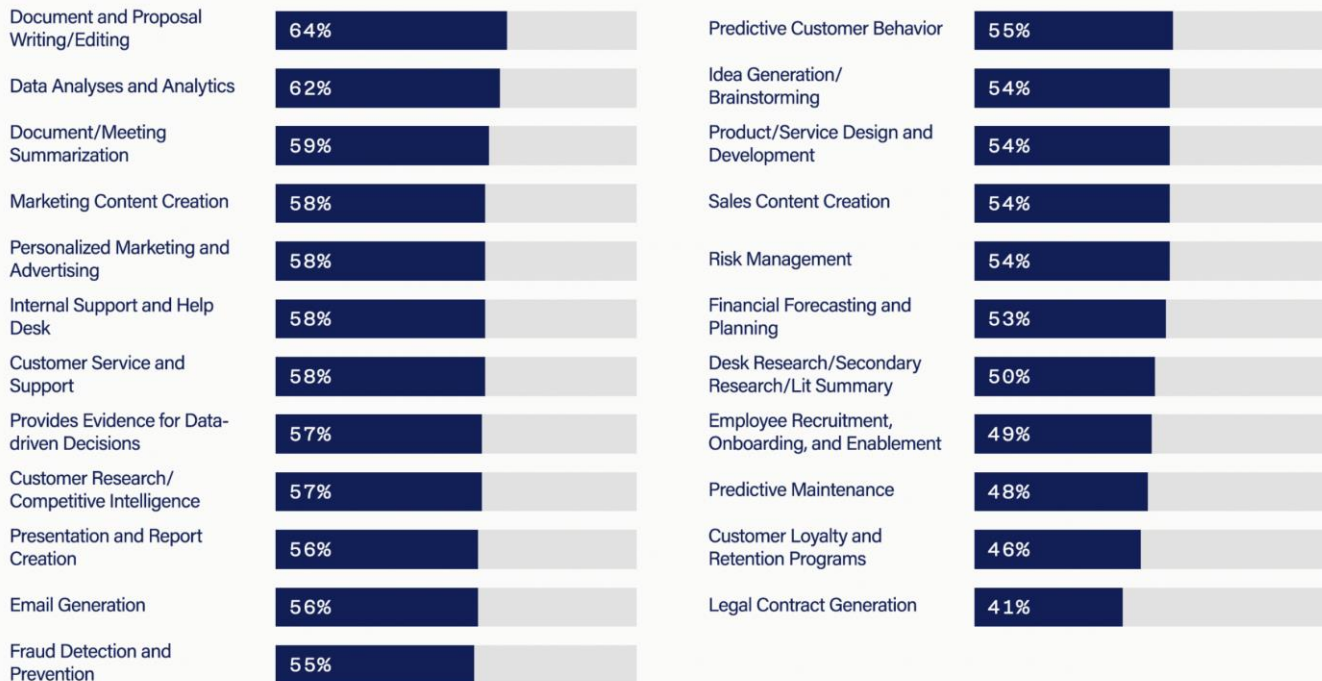 Document and Proposal
Writing/Editing
64%
Data Analyses and Analytics
62%
Document/Meeting
Summarization
59%
Marketing Content Creation
58%
Personalized Marketing and
Advertising
58%
Internal Support and Help
Desk
58%
Customer Service and
Support
58%
Provides Evidence for Data-
driven Decisions
57%
Customer Research/
Competitive Intelligence
57%
Presentation and Report
Creation
56%
Email Generation
56%
Fraud Detection and
Prevention
55%
Predictive Customer Behavior
55%
Idea Generation/
Brainstorming
54%
Product/Service Design and
Development
54%
Sales Content Creation
54%
Risk Management
54%
Financial Forecasting and
Planning
53%
Desk Research/Secondary
Research/Lit Summary
50%
Employee Recruitment,
Onboarding, and Enablement
49%
Predictive Maintenance
48%
Customer Loyalty and
Retention Programs
46%
Legal Contract Generation
41%